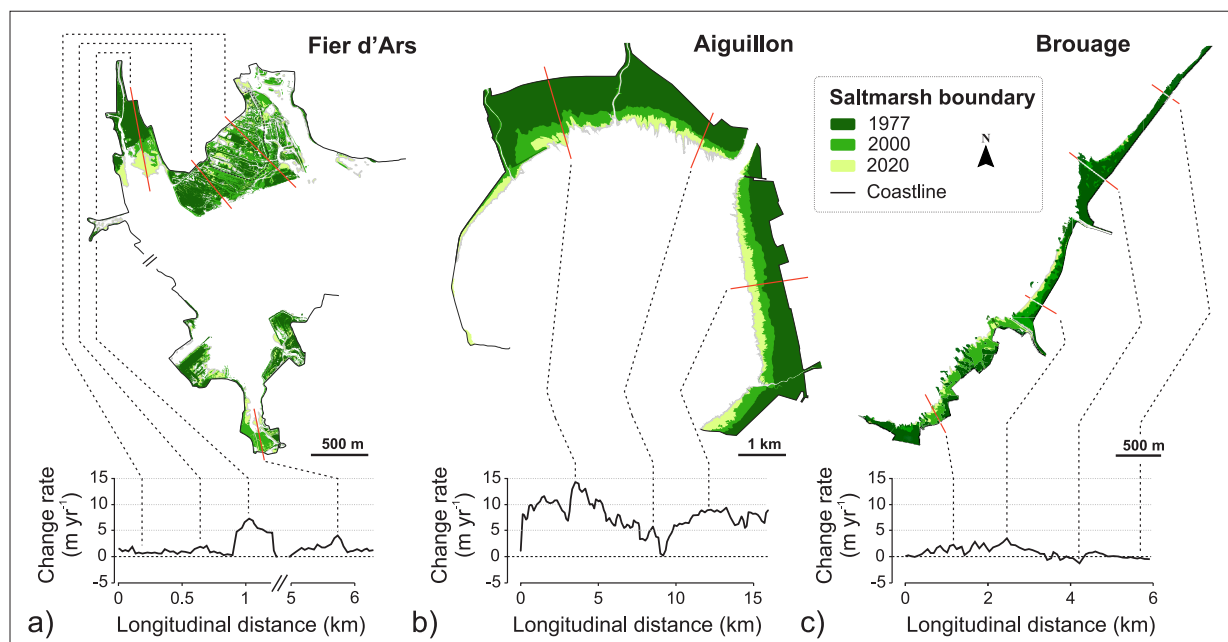 Fier d’Ars
Aiguillon
Brouage
Saltmarsh boundary
1977
2000
2020
Coastline
N
500 m
1 km
500 m
Change rate
(m yr⁻¹)
15
10
5
0
-5
0
0.5
1
5
6
Longitudinal distance (km)
a)
Change rate
(m yr⁻¹)
15
10
5
0
-5
0
5
10
15
Longitudinal distance (km)
b)
Change rate
(m yr⁻¹)
15
10
5
0
-5
0
2
4
6
Longitudinal distance (km)
c)